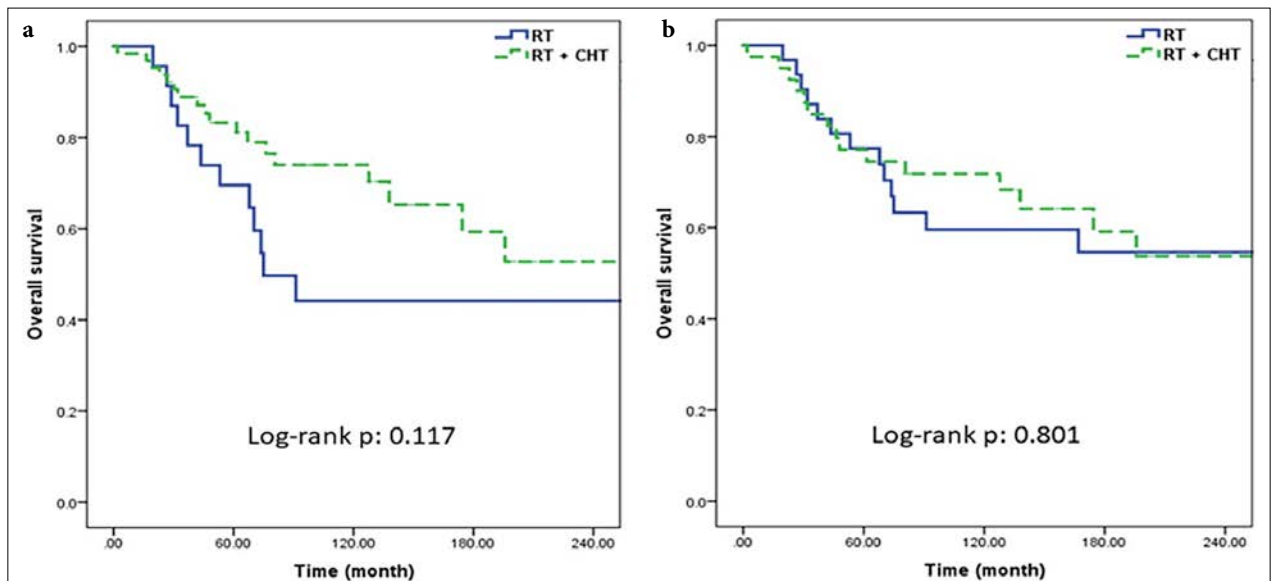 a
RT
RT + CHT
1.0
0.8
0.6
0.4
0.2
0.0
Overall survival
Log-rank p: 0.117
.00 60.00 120.00 180.00 240.00
Time (month)
b
RT
RT + CHT
1.0
0.8
0.6
0.4
0.2
0.0
Overall survival
Log-rank p: 0.801
.00 60.00 120.00 180.00 240.00
Time (month)